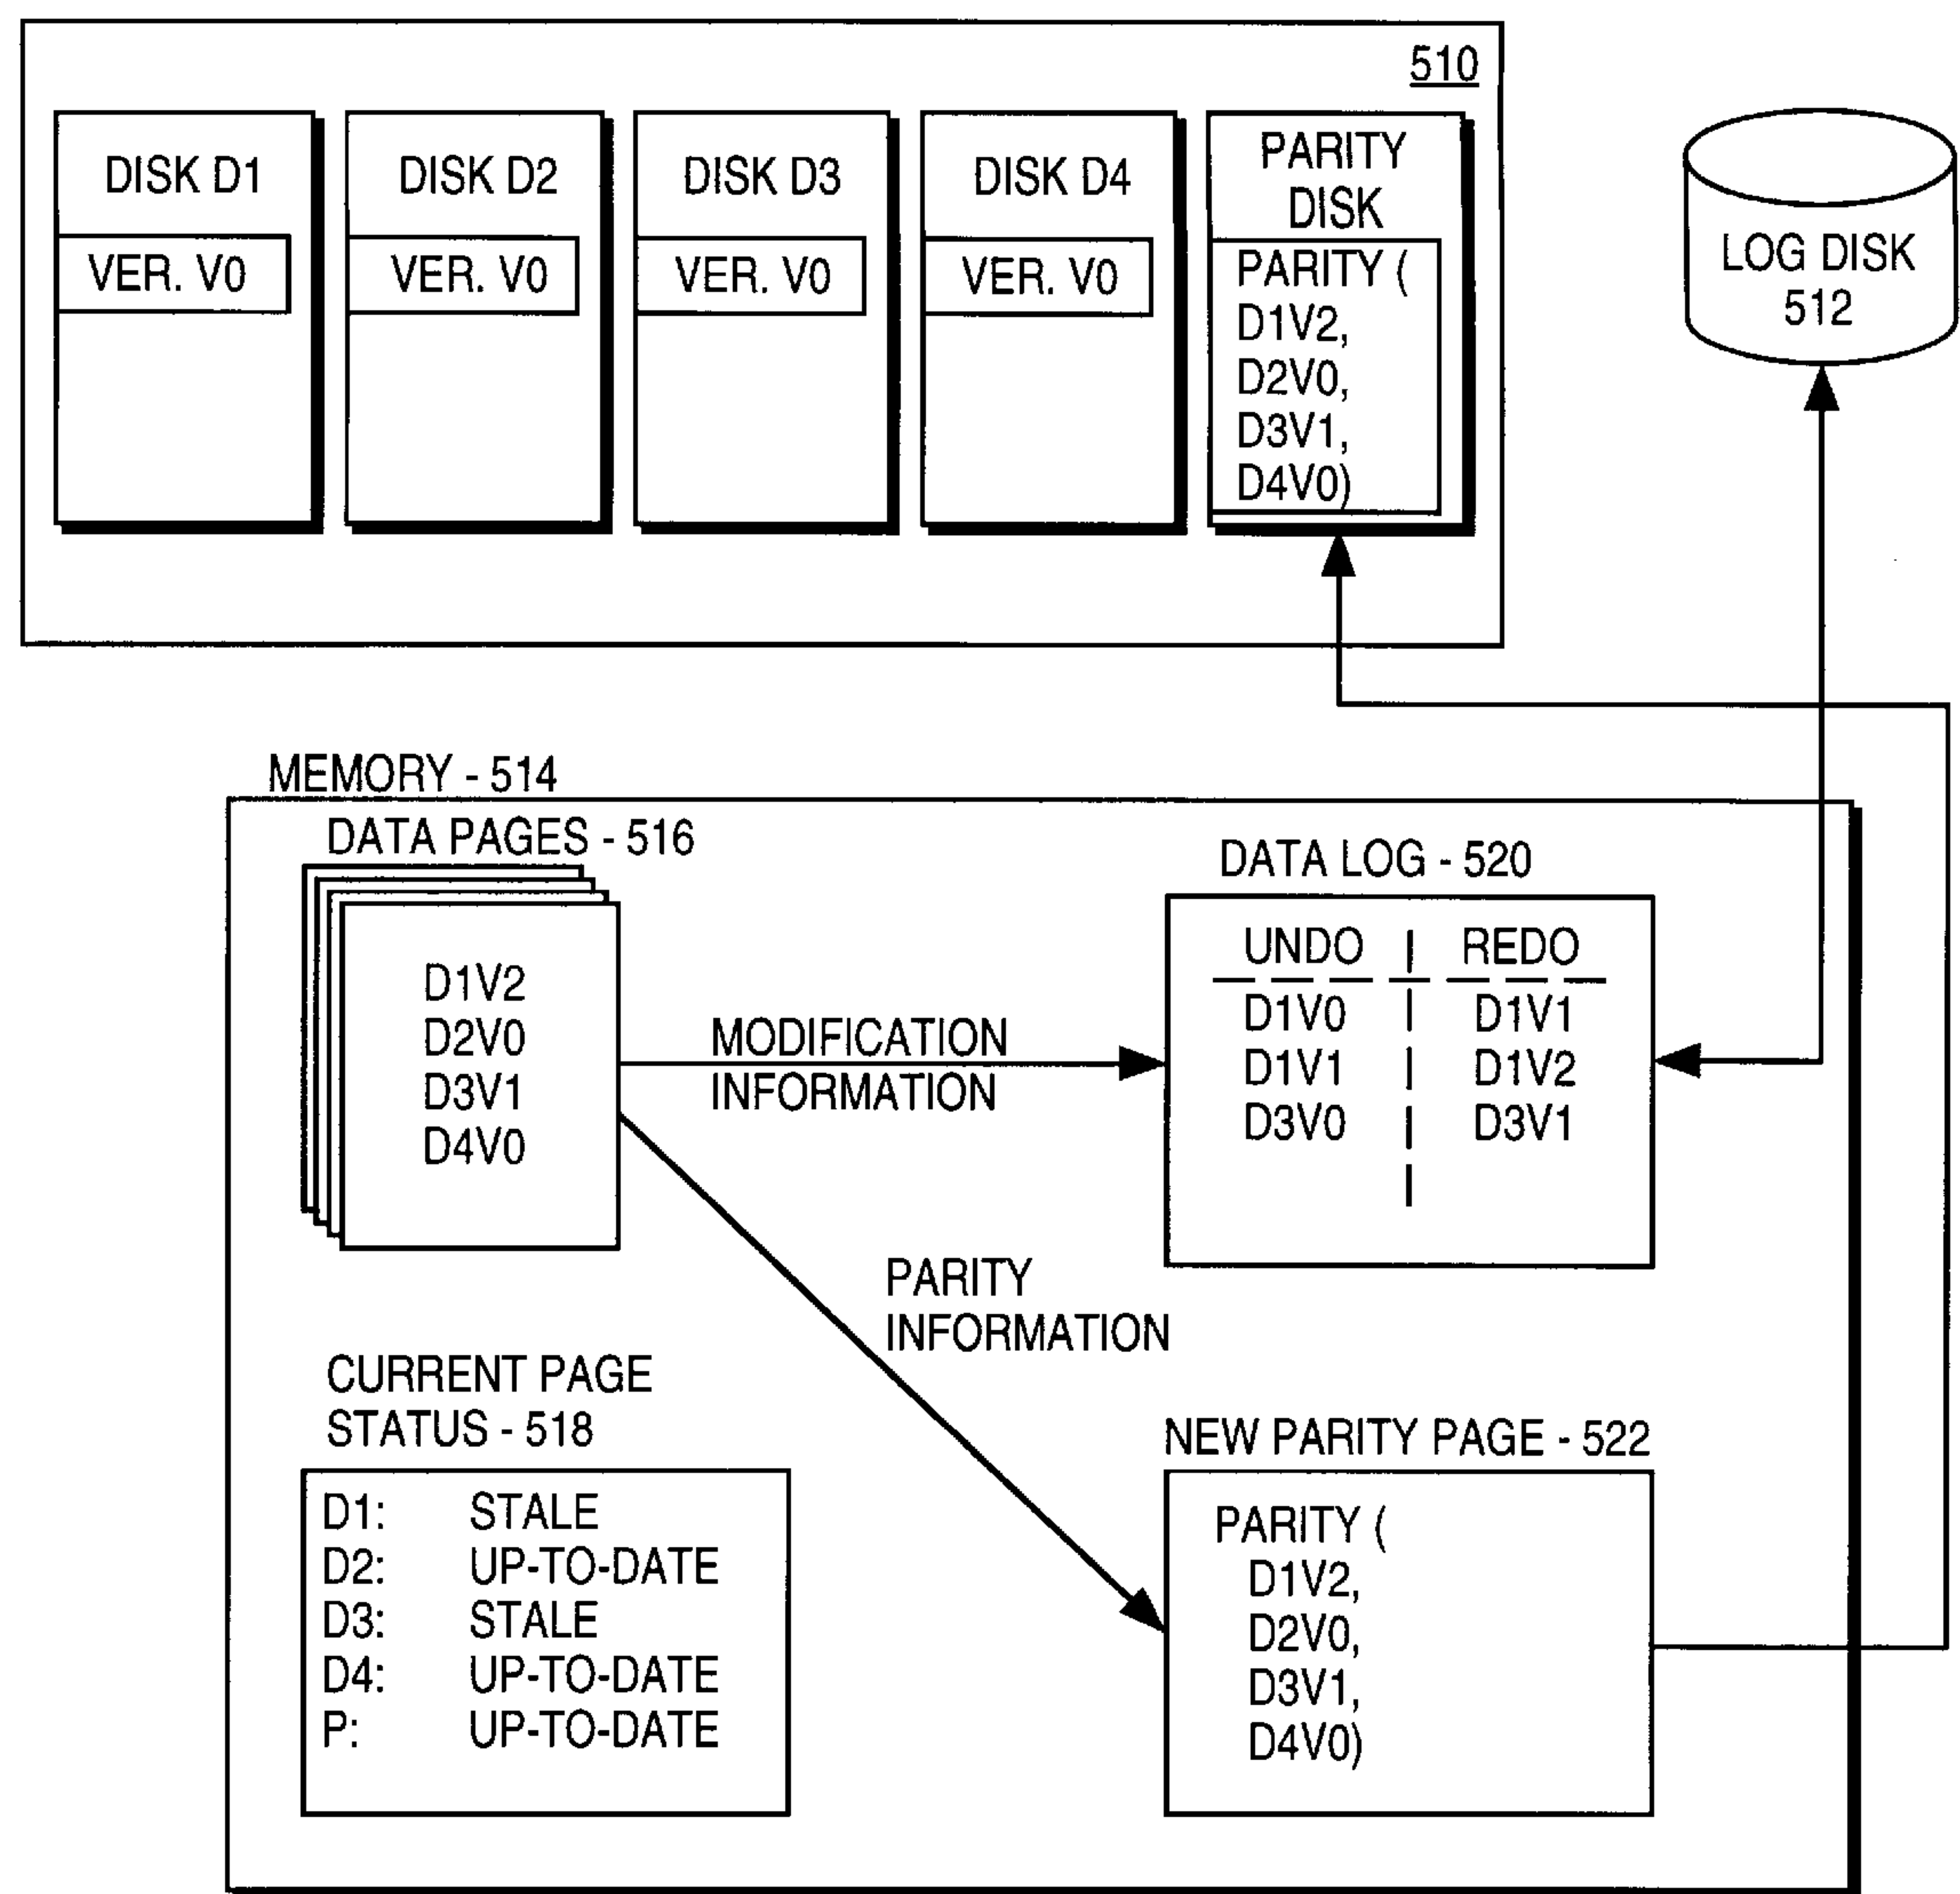 510
DISK D1
VER. V0
DISK D2
VER. V0
DISK D3
VER. V0
DISK D4
VER. V0
PARITY
DISK
PARITY (
D1V2,
D2V0,
D3V1,
D4V0)
LOG DISK
512
MEMORY - 514
DATA PAGES - 516
D1V2
D2V0
D3V1
D4V0
MODIFICATION
INFORMATION
DATA LOG - 520
UNDO | REDO
D1V0 | D1V1
D1V1 | D1V2
D3V0 | D3V1
PARITY
INFORMATION
CURRENT PAGE
STATUS - 518
D1: STALE
D2: UP-TO-DATE
D3: STALE
D4: UP-TO-DATE
P: UP-TO-DATE
NEW PARITY PAGE - 522
PARITY (
D1V2,
D2V0,
D3V1,
D4V0)